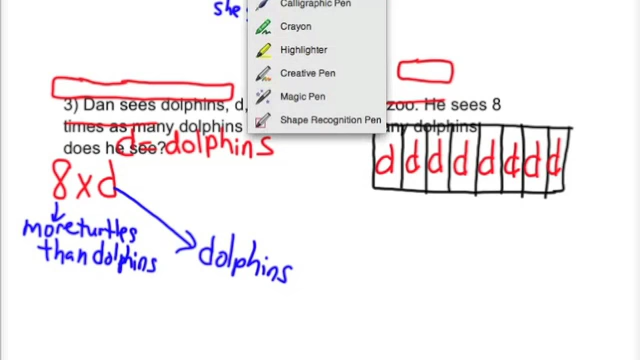 she
Calligraphic Pen
Crayon
Highlighter
Creative Pen
Magic Pen
Shape Recognition Pen
3) Dan sees dolphins, d, zoo. He sees 8
times as many dolphins any dolphins
does he see?
d= dolphins
8 x d
more turtles
than dolphins
dolphins
d d d d d d d d